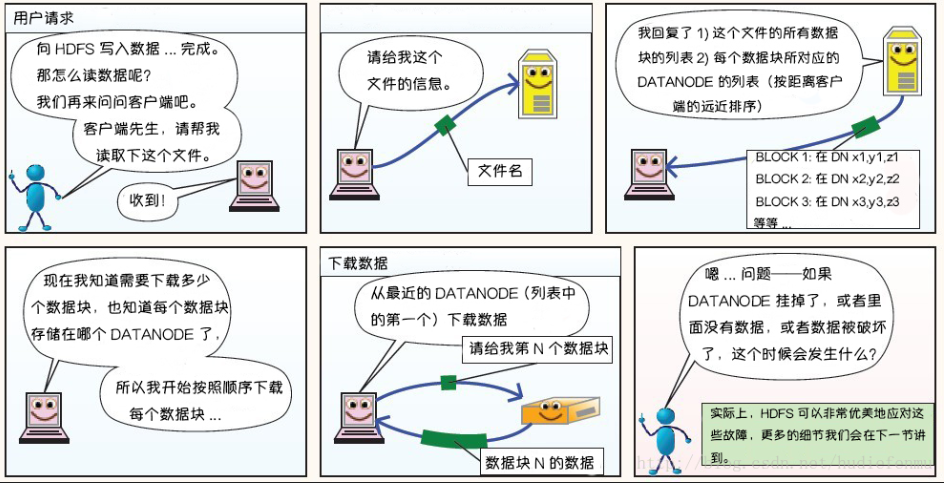 用户请求
向 HDFS 写入数据 ... 完成。
那怎么读数据呢?
我们再来问问客户端吧。
客户端先生，请帮我
读取下这个文件。
收到!
请给我这个
文件的信息。
文件名
我回复了 1) 这个文件的所有数据
块的列表 2) 每个数据块所对应的
DATANODE 的列表（按距离客户
端的远近排序）
BLOCK 1: 在 DN x1,y1,z1
BLOCK 2: 在 DN x2,y2,z2
BLOCK 3: 在 DN x3,y3,z3
等等 ...
现在我知道需要下载多少
个数据块，也知道每个数据块
存储在哪个 DATANODE 了，
所以我开始按照顺序下载
每个数据块 ...
下载数据
从最近的 DATANODE（列表中
的第一个）下载数据
请给我第 N 个数据块
数据块 N 的数据
嗯 ... 问题——如果
DATANODE 挂掉了，或者里
面没有数据，或者数据被破坏
了，这个时候会发生什么?
实际上，HDFS 可以非常优美地应对这
些故障，更多的细节我们会在下一节讲
到。
http://blog.csdn.net/hudiefenmu